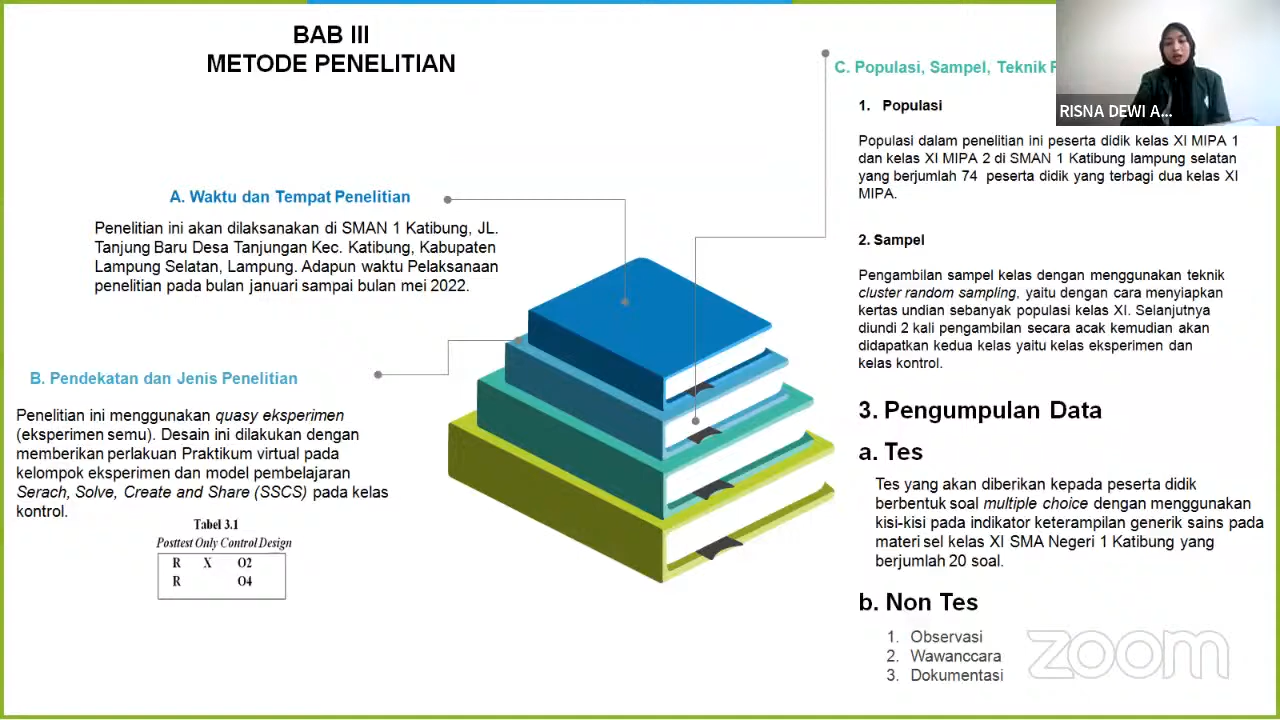 BAB III
METODE PENELITIAN
A. Waktu dan Tempat Penelitian
Penelitian ini akan dilaksanakan di SMAN 1 Katibung, JL.
Tanjung Baru Desa Tanjungan Kec. Katibung, Kabupaten
Lampung Selatan, Lampung. Adapun waktu Pelaksanaan
penelitian pada bulan januari sampai bulan mei 2022.
B. Pendekatan dan Jenis Penelitian
Penelitian ini menggunakan quasy eksperimen
(eksperimen semu). Desain ini dilakukan dengan
memberikan perlakuan Praktikum virtual pada
kelompok eksperimen dan model pembelajaran
Serach, Solve, Create and Share (SSCS) pada kelas
kontrol.
Tabel 3.1
Posttest Only Control Design
R X O2
R O4
C. Populasi, Sampel, Teknik
RISNA DEWI A...
1. Populasi
Populasi dalam penelitian ini peserta didik kelas XI MIPA 1
dan kelas XI MIPA 2 di SMAN 1 Katibung lampung selatan
yang berjumlah 74 peserta didik yang terbagi dua kelas XI
MIPA.
2. Sampel
Pengambilan sampel kelas dengan menggunakan teknik
cluster random sampling, yaitu dengan cara menyiapkan
kertas undian sebanyak populasi kelas XI. Selanjutnya
diundi 2 kali pengambilan secara acak kemudian akan
didapatkan kedua kelas yaitu kelas eksperimen dan
kelas kontrol.
3. Pengumpulan Data
a. Tes
Tes yang akan diberikan kepada peserta didik
berbentuk soal multiple choice dengan menggunakan
kisi-kisi pada indikator keterampilan generik sains pada
materi sel kelas XI SMA Negeri 1 Katibung yang
berjumlah 20 soal.
b. Non Tes
1. Observasi
2. Wawanccara
3. Dokumentasi
zoom